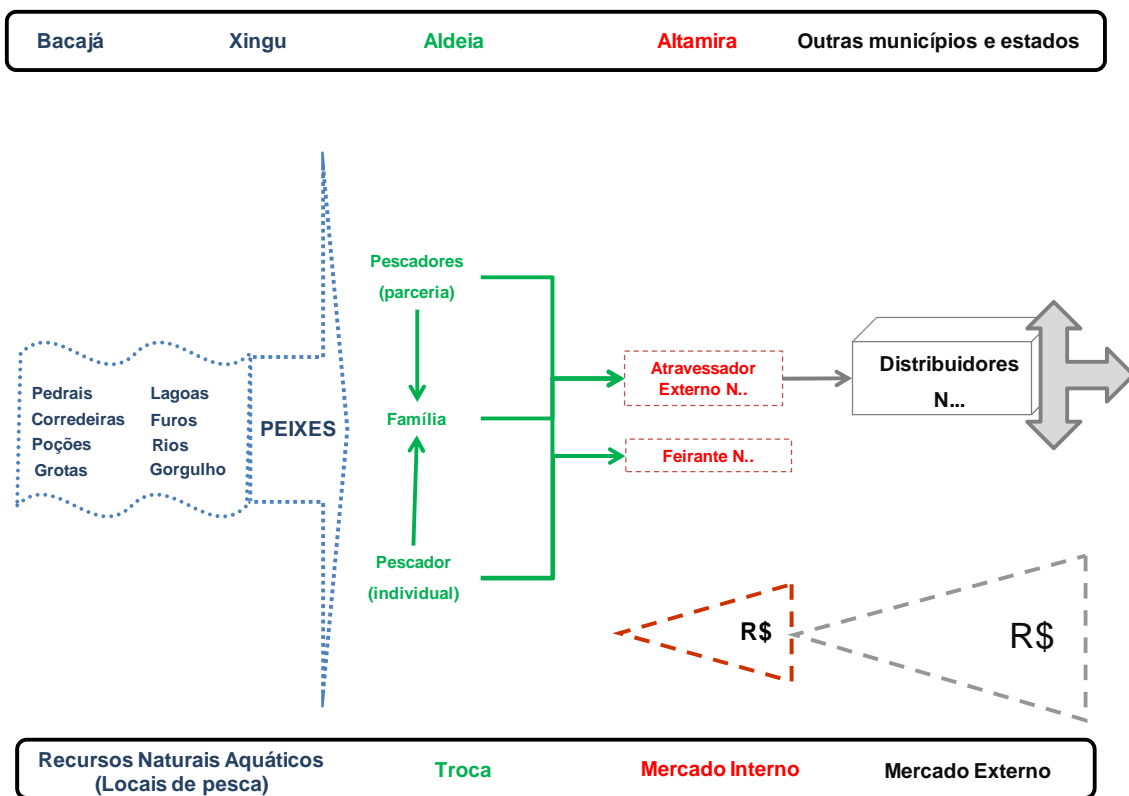 Bacajá Xingu Aldeia Altamira Outras municípios e estados
Pescadores
(parceria)
Pedrais Lagoas
Corredeiras Furos
Poções Rios
Grotas Gorgulho
PEIXES
Família
Atravessador
Externo N..
Distribuidores
N...
Feirante N..
Pescador
(individual)
R$
R$
Recursos Naturais Aquáticos
(Locais de pesca)
Troca
Mercado Interno
Mercado Externo